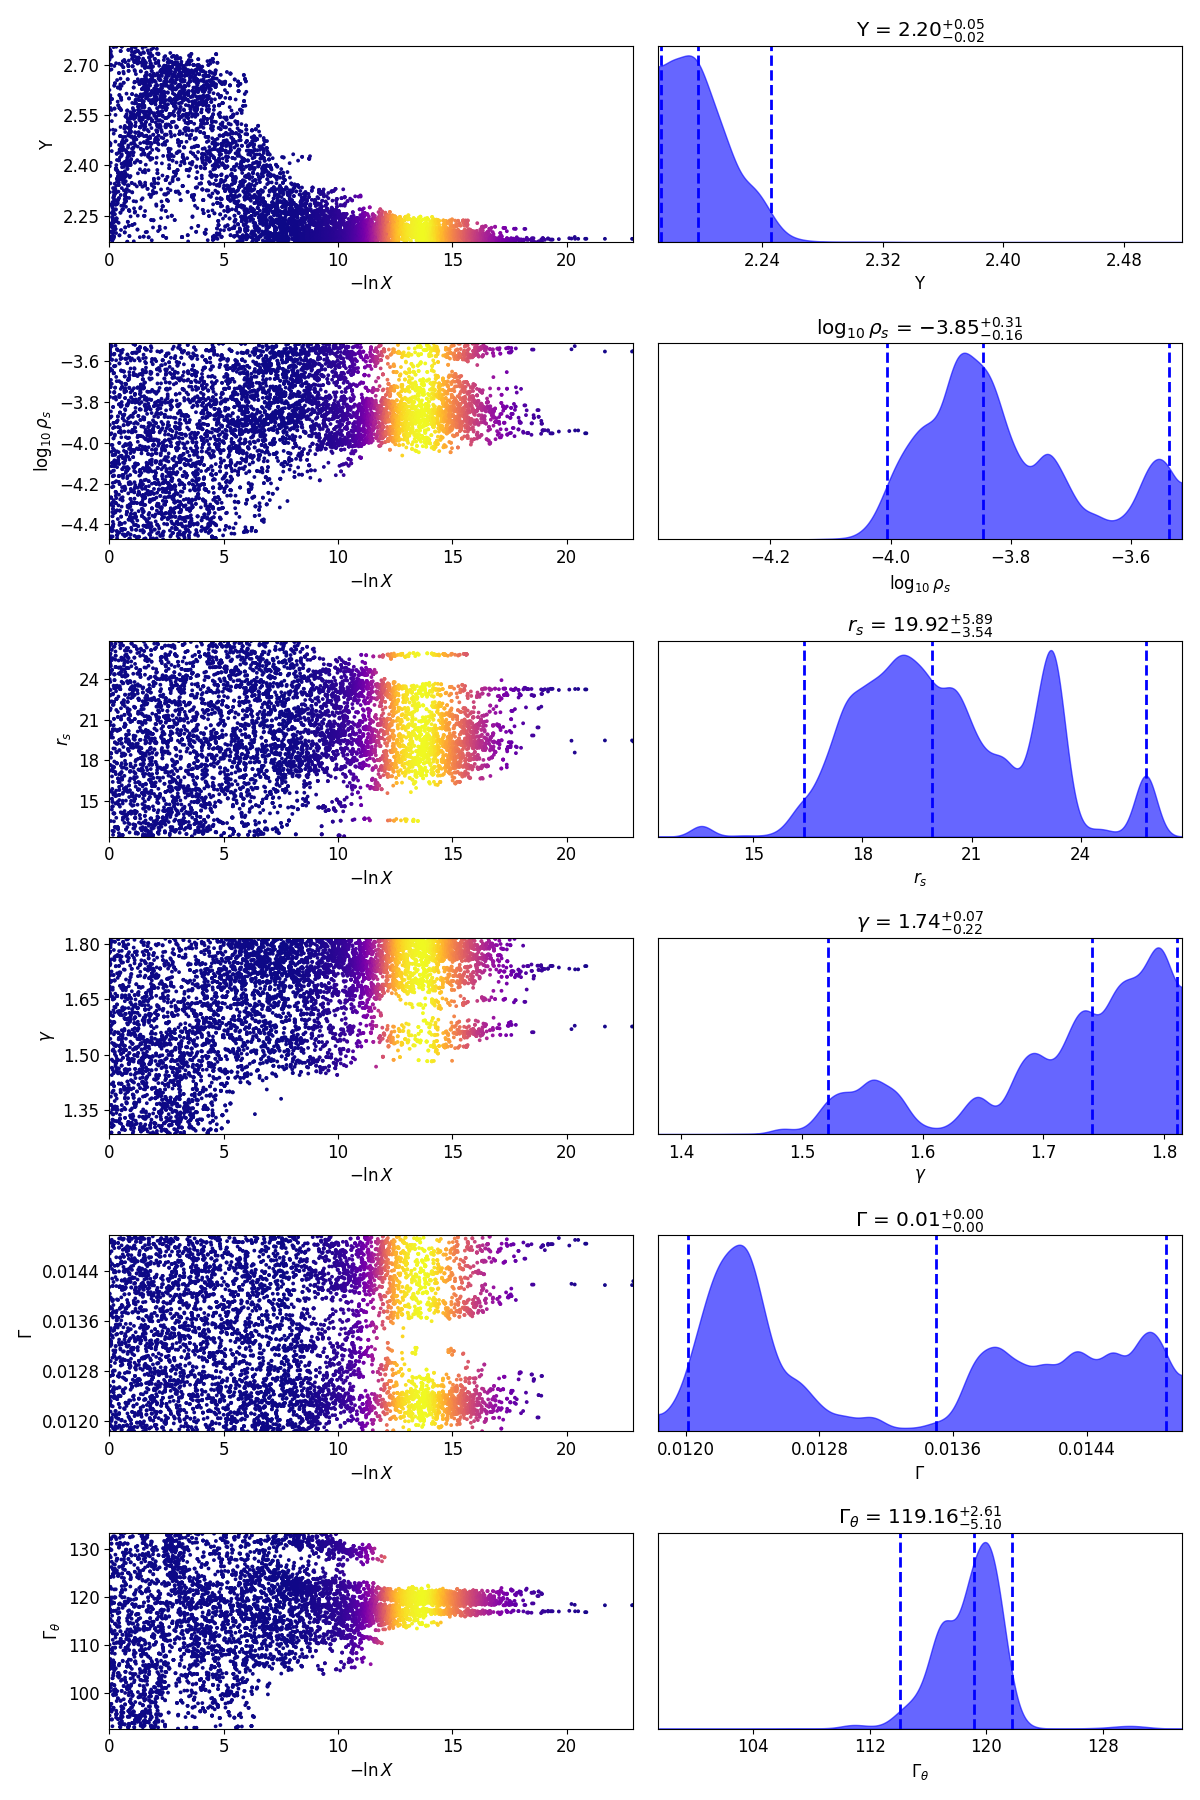 Υ = 2.20 +0.05 −0.02
2.70
2.55
2.40
2.25
Υ
0 5 10 15 20
−ln X
2.24 2.32 2.40 2.48
Υ
log₁₀ ρₛ = −3.85 +0.31 −0.16
−3.6
−3.8
−4.0
−4.2
−4.4
log₁₀ ρₛ
0 5 10 15 20
−ln X
−4.2 −4.0 −3.8 −3.6
log₁₀ ρₛ
rₛ = 19.92 +5.89 −3.54
24
21
18
15
rₛ
0 5 10 15 20
−ln X
15 18 21 24
rₛ
γ = 1.74 +0.07 −0.22
1.80
1.65
1.50
1.35
γ
0 5 10 15 20
−ln X
1.4 1.5 1.6 1.7 1.8
γ
Γ = 0.01 +0.00 −0.00
0.0144
0.0136
0.0128
0.0120
Γ
0 5 10 15 20
−ln X
0.0120 0.0128 0.0136 0.0144
Γ
Γ_θ = 119.16 +2.61 −5.10
130
120
110
100
Γ_θ
0 5 10 15 20
−ln X
104 112 120 128
Γ_θ